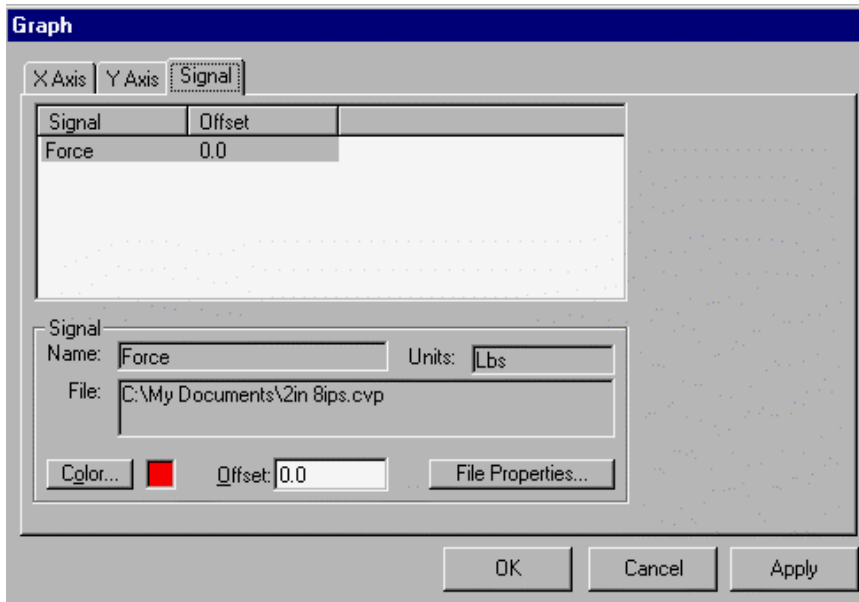 Graph
X Axis Y Axis Signal
Signal Offset
Force 0.0
Signal
Name: Force Units: Lbs
File: C:\My Documents\2in 8ips.cvp
Color... Offset: 0.0 File Properties...
OK Cancel Apply